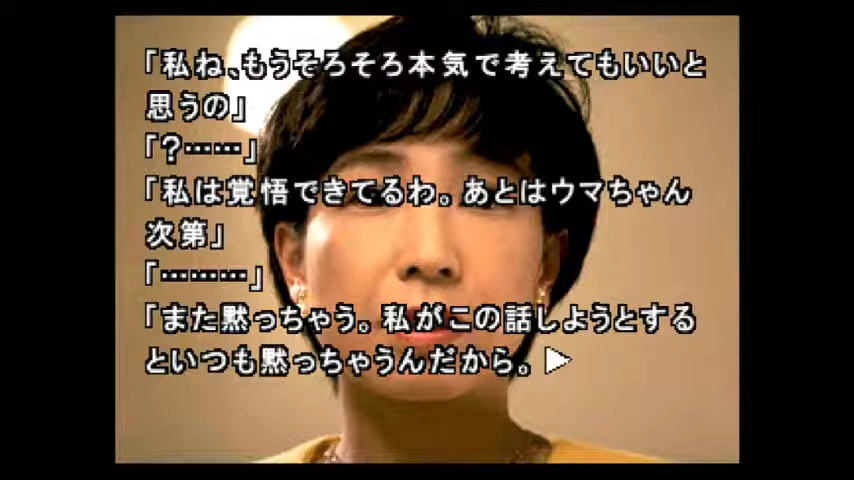 「私ね、もうそろそろ本気で考えてもいいと
思うの」
「？……」
「私は覚悟できてるわ。あとはウマちゃん
次第」
「………」
「また黙っちゃう。私がこの話しようとする
といつも黙っちゃうんだから。▶